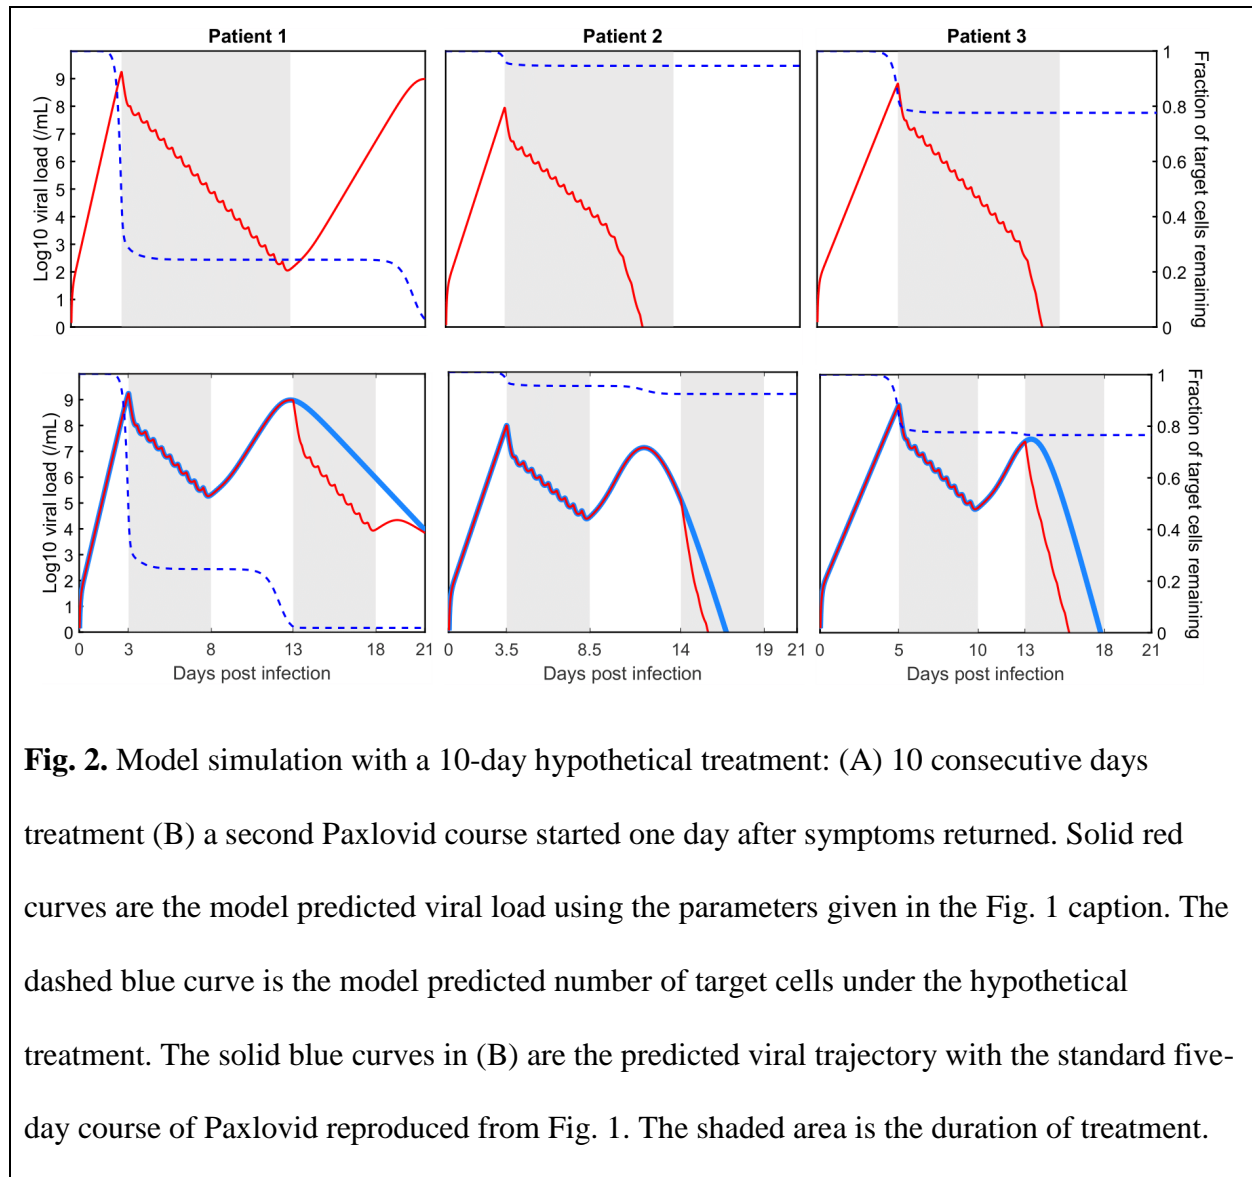 Patient 1
Patient 2
Patient 3
Log10 viral load (/mL)
9
8
7
6
5
4
3
2
1
0
1
0.8
0.6
0.4
0.2
0
Fraction of target cells remaining
Log10 viral load (/mL)
9
8
7
6
5
4
3
2
1
0
0 3 8 13 18 21
Days post infection
0 3.5 8.5 14 19 21
Days post infection
0 5 10 13 18 21
Days post infection
1
0.8
0.6
0.4
0.2
0
Fraction of target cells remaining
Fig. 2. Model simulation with a 10-day hypothetical treatment: (A) 10 consecutive days
treatment (B) a second Paxlovid course started one day after symptoms returned. Solid red
curves are the model predicted viral load using the parameters given in the Fig. 1 caption. The
dashed blue curve is the model predicted number of target cells under the hypothetical
treatment. The solid blue curves in (B) are the predicted viral trajectory with the standard five-
day course of Paxlovid reproduced from Fig. 1. The shaded area is the duration of treatment.